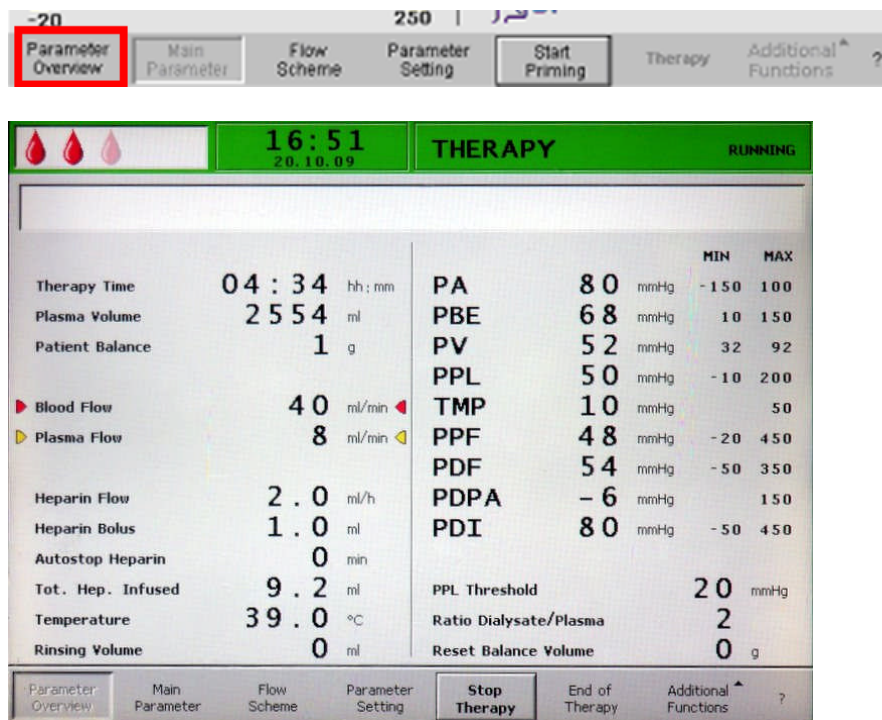 -20 250
Parameter Overview Main Parameter Flow Scheme Parameter Setting Start Priming Therapy Additional Functions ?
16:51 THERAPY RUNNING
20.10.09
MIN MAX
Therapy Time 04:34 hh:mm PA 80 mmHg -150 100
Plasma Volume 2554 ml PBE 68 mmHg 10 150
Patient Balance 1 g PV 52 mmHg 32 92
PPL 50 mmHg -10 200
Blood Flow 40 ml/min TMP 10 mmHg 50
Plasma Flow 8 ml/min PPF 48 mmHg -20 450
PDF 54 mmHg -50 350
Heparin Flow 2.0 ml/h PDPA -6 mmHg 150
Heparin Bolus 1.0 ml PDI 80 mmHg -50 450
Autostop Heparin 0 min
Tot. Hep. Infused 9.2 ml PPL Threshold 20 mmHg
Temperature 39.0 °C Ratio Dialysate/Plasma 2
Rinsing Volume 0 ml Reset Balance Volume 0 g
Parameter Overview Main Parameter Flow Scheme Parameter Setting Stop Therapy End of Therapy Additional Functions ?